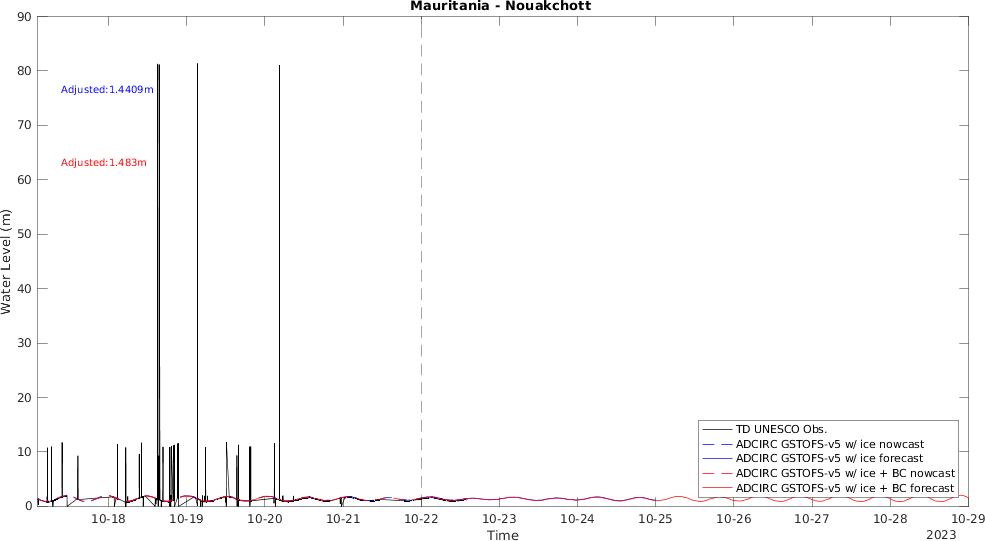 Mauritania - Nouakchott
90
80
70
60
50
40
30
20
10
0
Water Level (m)
Adjusted:1.4409m
Adjusted:1.483m
TD UNESCO Obs.
ADCIRC GSTOFS-v5 w/ ice nowcast
ADCIRC GSTOFS-v5 w/ ice forecast
ADCIRC GSTOFS-v5 w/ ice + BC nowcast
ADCIRC GSTOFS-v5 w/ ice + BC forecast
10-18 10-19 10-20 10-21 10-22 10-23 10-24 10-25 10-26 10-27 10-28 10-29
Time
2023